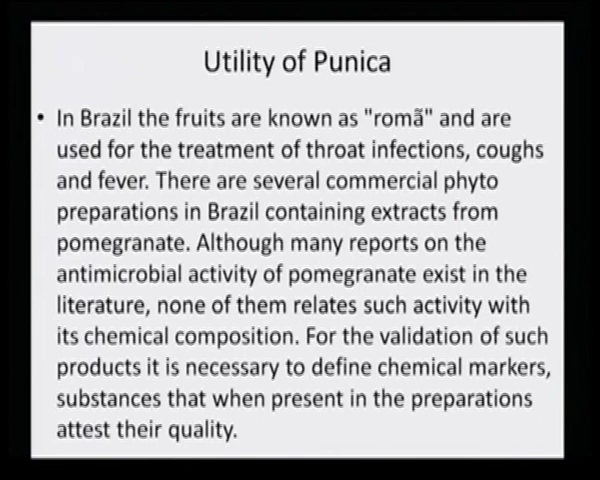 Utility of Punica
• In Brazil the fruits are known as "romã" and are
used for the treatment of throat infections, coughs
and fever. There are several commercial phyto
preparations in Brazil containing extracts from
pomegranate. Although many reports on the
antimicrobial activity of pomegranate exist in the
literature, none of them relates such activity with
its chemical composition. For the validation of such
products it is necessary to define chemical markers,
substances that when present in the preparations
attest their quality.